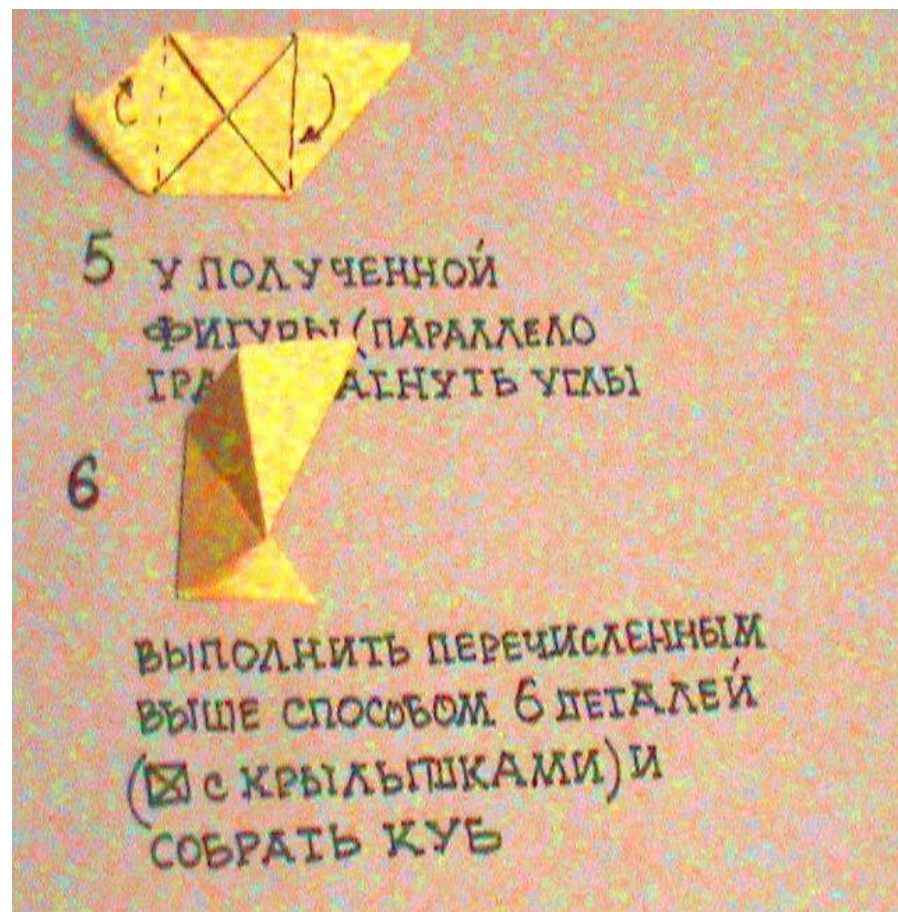 5 У ПОЛУЧЕННОЙ
ФИГУРЫ (ПАРАЛЛЕЛО
УГЛЫ
6
ВЫПОЛНИТЬ ПЕРЕЧИСЛЕННЫМ
ВЫШЕ СПОСОБОМ 6 ДЕТАЛЕЙ
(☒ С КРЫЛЫШКАМИ) И
СОБРАТЬ КУБ